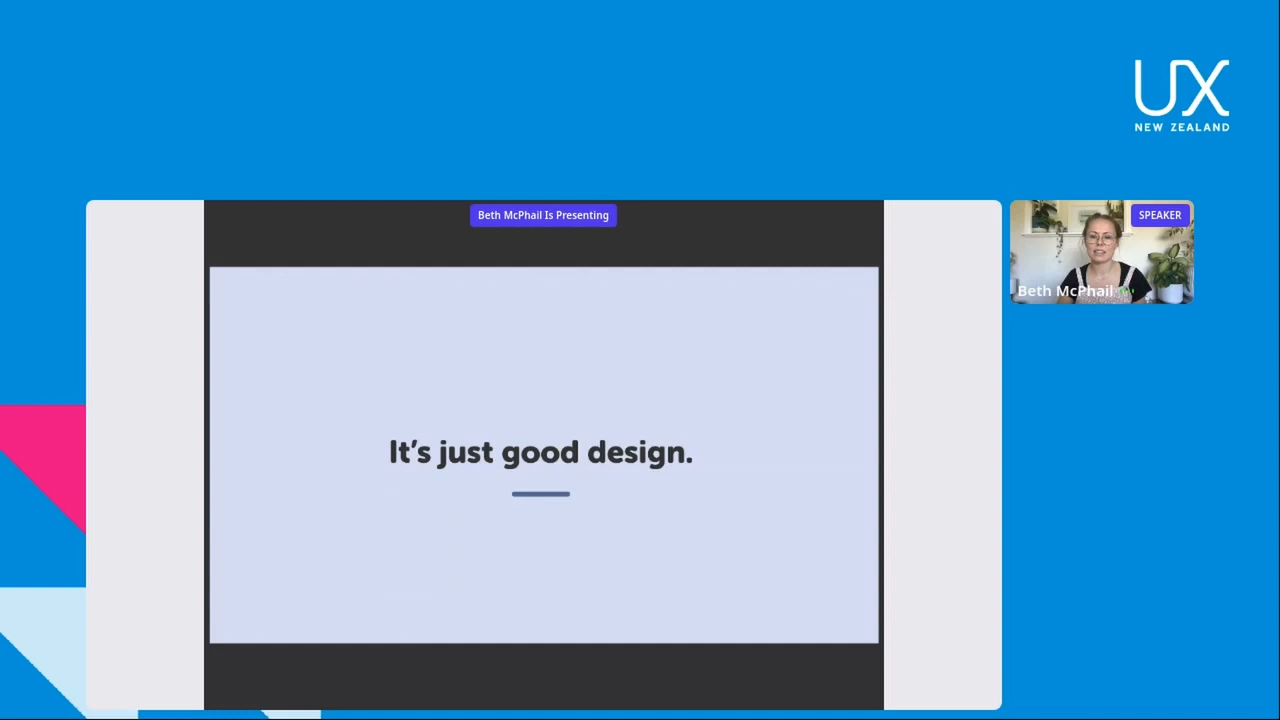 UX
NEW ZEALAND
Beth McPhail Is Presenting
SPEAKER
Beth McPhail
It's just good design.